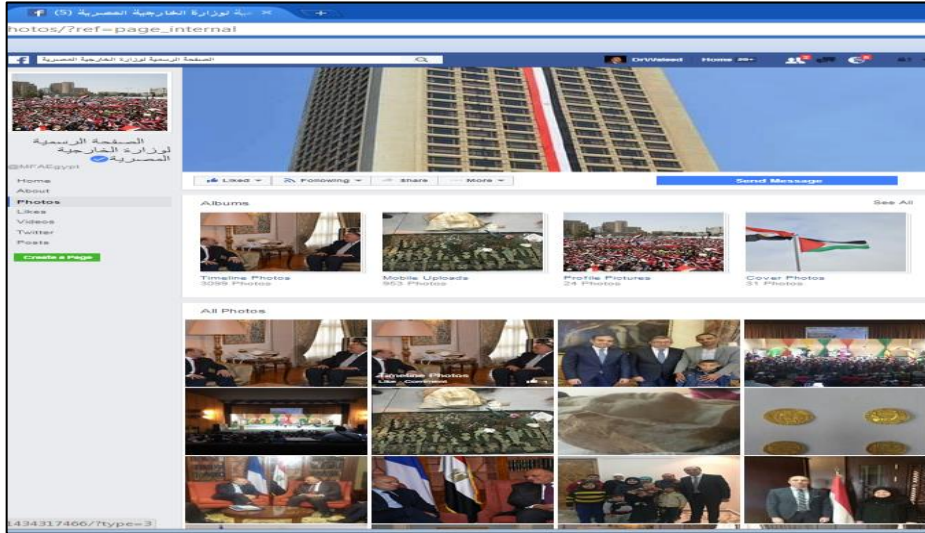 (5) مية لوزارة الخارجية المصرية
hotos/?ref=page_internal
الصفحة الرسمية لوزارة الخارجية المصرية
DrWaleed
Home 20+
الصفحة الرسمية
لوزارة الخارجية
المصرية
@MFAEgypt
Home
About
Photos
Likes
Videos
Twitter
Posts
Create a Page
Liked
Following
Share
More
Send Message
Albums
See All
Timeline Photos
3099 Photos
Mobile Uploads
953 Photos
Profile Pictures
24 Photos
Cover Photos
31 Photos
All Photos
Timeline Photos
Like · Comment
1434317466/?type=3